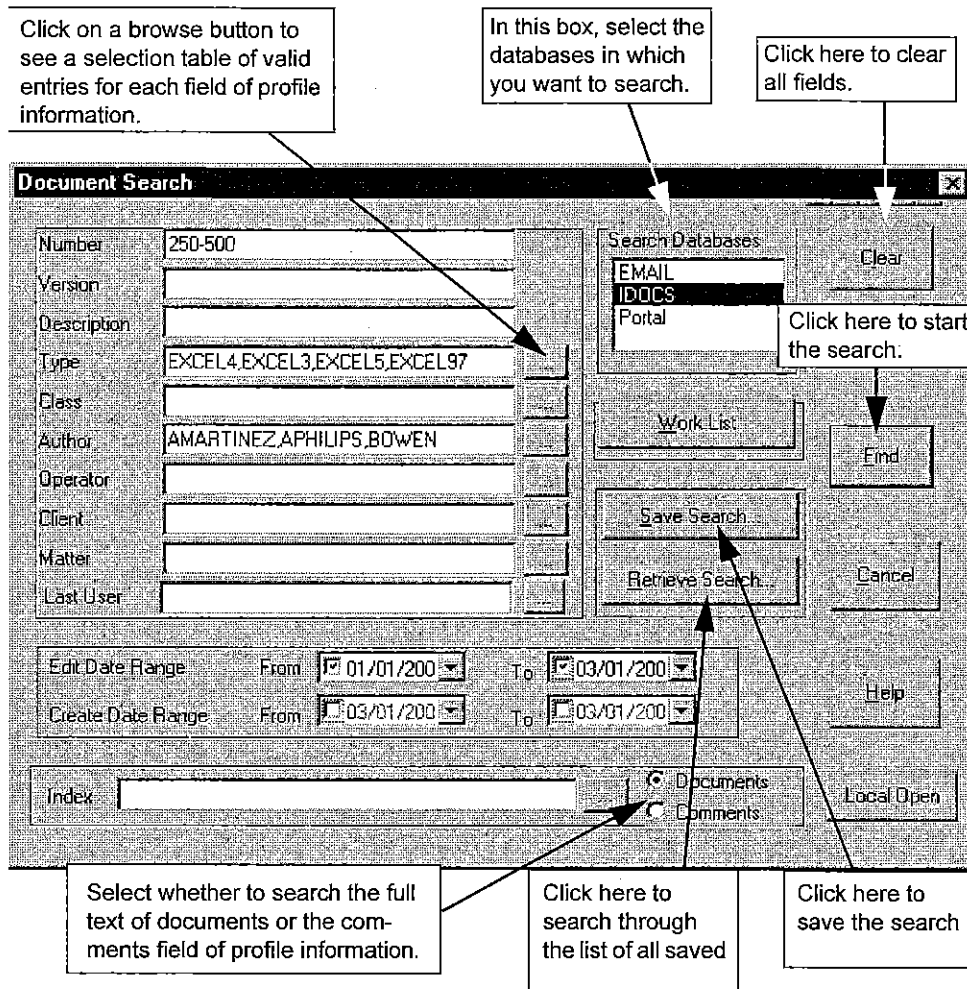 Click on a browse button to
see a selection table of valid
entries for each field of profile
information.
In this box, select the
databases in which
you want to search.
Click here to clear
all fields.
Document Search
Number 250-500
Version
Description
Type EXCEL4,EXCEL3,EXCEL5,EXCEL97
Class
Author AMARTINEZ,APHILIPS,BOWEN
Operator
Client
Matter
Last User
Search Databases
EMAIL
IDOCS
Portal
Clear
Click here to start
the search.
Work List
Find
Save Search...
Retrieve Search...
Cancel
Edit Date Range From 01/01/200 To 03/01/200
Create Date Range From 03/01/200 To 03/01/200
Help
Index
Documents
Comments
Local Open
Select whether to search the full
text of documents or the com-
ments field of profile information.
Click here to
search through
the list of all saved
Click here to
save the search